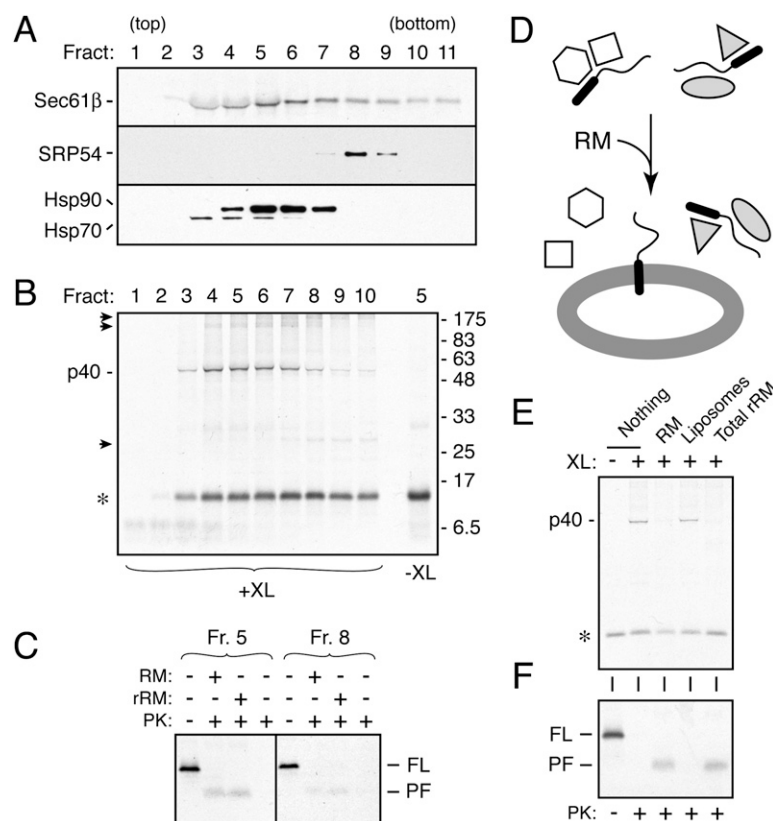 A
(top) (bottom)
Fract: 1 2 3 4 5 6 7 8 9 10 11
Sec61β
SRP54
Hsp90
Hsp70
B
Fract: 1 2 3 4 5 6 7 8 9 10 5
175
83
63
48
33
25
17
6.5
p40
*
+XL -XL
C
Fr. 5 Fr. 8
RM: - + - - - + - -
rRM: - - + - - - + -
PK: - + + + - + + +
FL
PF
D
RM
E
Nothing RM Liposomes Total rRM
XL: - + + + +
p40 -
*
F
FL
PF
PK: - + + + +